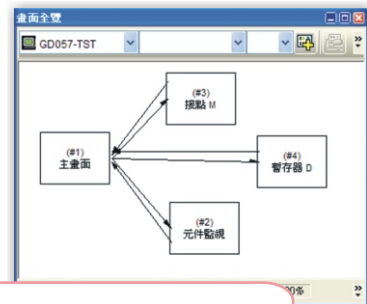 畫面全覽
GD057-TST
(#3)
接點 M
(#1)
主畫面
(#4)
暫存器 D
(#2)
元件監視